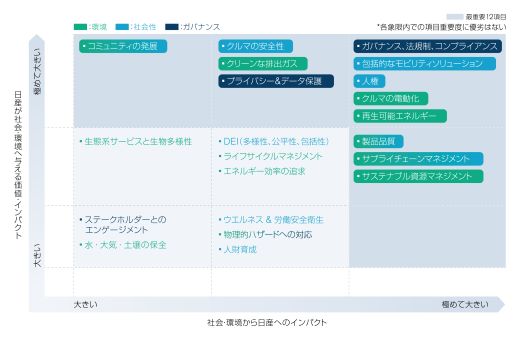 最重要12項目
■:環境 ■:社会性 ■:ガバナンス
*各象限内での項目重要度に優劣はない
極めて大きい
日産が社会・環境へ与える価値・インパクト
大きい
•コミュニティの発展
•クルマの安全性
•クリーンな排出ガス
•プライバシー&データ保護
•ガバナンス、法規制、コンプライアンス
•包括的なモビリティソリューション
•人権
•クルマの電動化
•再生可能エネルギー
•生態系サービスと生物多様性
•DEI(多様性、公平性、包括性)
•ライフサイクルマネジメント
•エネルギー効率の追求
•製品品質
•サプライチェーンマネジメント
•サステナブル資源マネジメント
•ステークホルダーとの
エンゲージメント
•水・大気・土壌の保全
•ウエルネス & 労働安全衛生
•物理的ハザードへの対応
•人財育成
大きい
極めて大きい
社会・環境から日産へのインパクト